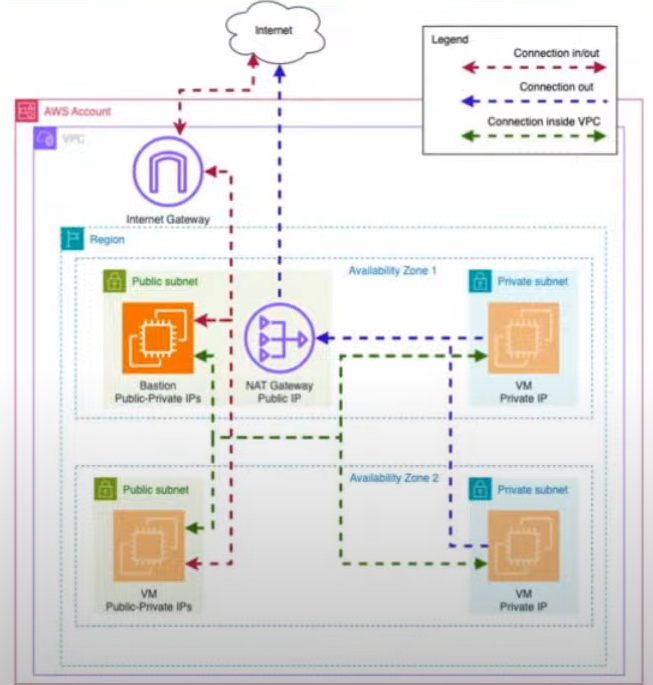 Internet
Legend
Connection in/out
Connection out
Connection inside VPC
AWS Account
VPC
Internet Gateway
Region
Availability Zone 1
Public subnet
Private subnet
Bastion
Public-Private IPs
NAT Gateway
Public IP
VM
Private IP
Availability Zone 2
Public subnet
Private subnet
VM
Public-Private IPs
VM
Private IP